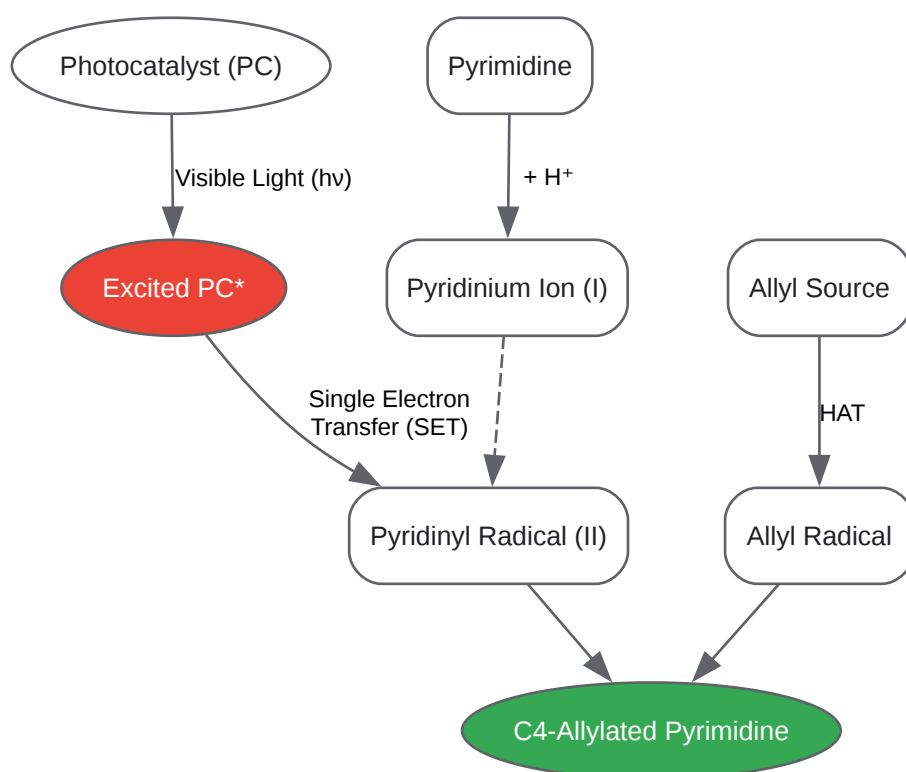 Photocatalyst (PC)
Pyrimidine
Visible Light (hν)
+ H⁺
Excited PC*
Pyridinium Ion (I)
Allyl Source
Single Electron
Transfer (SET)
HAT
Pyridinyl Radical (II)
Allyl Radical
C4-Allylated Pyrimidine